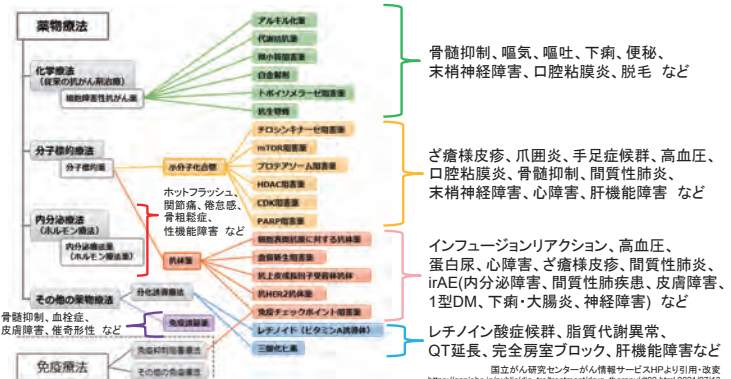 薬物療法
化学療法
(従来の抗がん剤治療)
細胞障害性抗がん薬
アルキル化薬
代謝拮抗薬
微小管阻害薬
白金製剤
トポイソメラーゼ阻害薬
抗生物質
骨髄抑制、嘔気、嘔吐、下痢、便秘、
末梢神経障害、口腔粘膜炎、脱毛 など
分子標的療法
分子標的薬
小分子化合物
チロシンキナーゼ阻害薬
mTOR阻害薬
プロテアソーム阻害薬
HDAC阻害薬
CDK阻害薬
PARP阻害薬
ざ瘡様皮疹、爪囲炎、手足症候群、高血圧、
口腔粘膜炎、骨髄抑制、間質性肺炎、
末梢神経障害、心障害、肝機能障害 など
内分泌療法
(ホルモン療法)
内分泌療法薬
(ホルモン療法薬)
ホットフラッシュ、
関節痛、倦怠感、
骨粗鬆症、
性機能障害 など
抗体薬
細胞表面抗原に対する抗体薬
血管新生阻害薬
抗上皮成長因子受容体抗体
抗HER2抗体薬
免疫チェックポイント阻害薬
インフュージョンリアクション、高血圧、
蛋白尿、心障害、ざ瘡様皮疹、間質性肺炎、
irAE(内分泌障害、間質性肺疾患、皮膚障害、
1型DM、下痢・大腸炎、神経障害) など
その他の薬物療法
分化誘導療法
免疫調節薬
骨髄抑制、血栓症、
皮膚障害、催奇形性 など
レチノイド(ビタミンA誘導体)
三酸化ヒ素
レチノイン酸症候群、脂質代謝異常、
QT延長、完全房室ブロック、肝機能障害など
免疫療法
免疫抑制阻害療法
その他の免疫療法
国立がん研究センターがん情報サービスHPより引用・改変